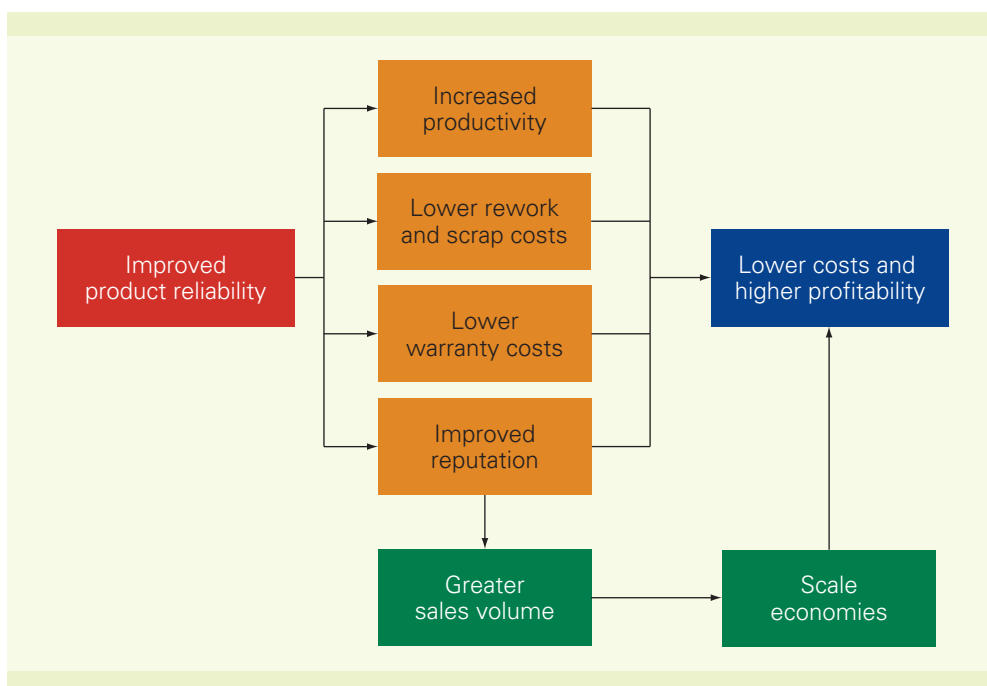 Increased
productivity
Lower rework
and scrap costs
Improved
product reliability
Lower costs and
higher profitability
Lower
warranty costs
Improved
reputation
Greater
sales volume
Scale
economies